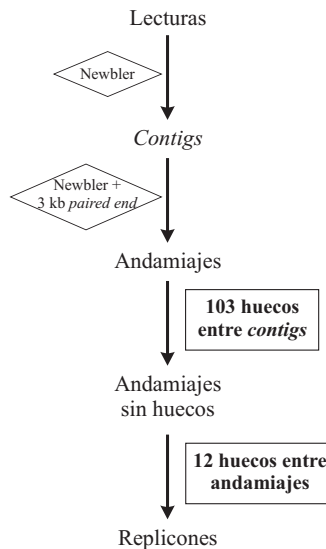 Lecturas
Newbler
Contigs
Newbler +
3 kb paired end
Andamiajes
103 huecos
entre contigs
Andamiajes
sin huecos
12 huecos entre
andamiajes
Replicones